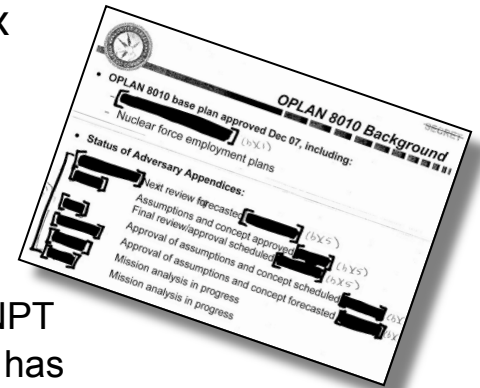 x
OPLAN 8010 Background
SECRET
• OPLAN 8010 base plan approved Dec 07, including:
- [ ] (b)(1)
- Nuclear force employment plans
• Status of Adversary Appendices:
Next review forecasted [ ] (b)(5)
Assumptions and concept approved [ ]
Final review/approval scheduled [ ] (b)(5)
Approval of assumptions and concept scheduled [ ] (b)(5)
Approval of assumptions and concept forecasted [ ]
Mission analysis in progress
Mission analysis in progress
NPT
has